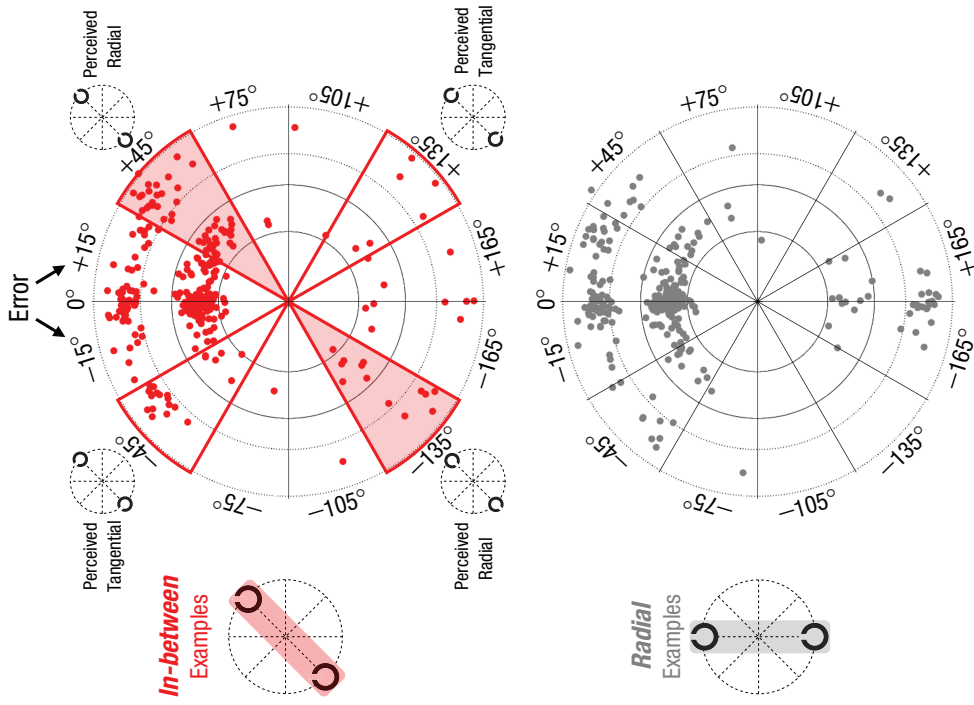 Error
Perceived
Tangential
Perceived
Radial
−45°
−15°
0°
+15°
+45°
−75°
+75°
−105°
+105°
−135°
−165°
+165°
+135°
Perceived
Radial
Perceived
Tangential
In-between
Examples
−45°
−15°
0°
+15°
+45°
−75°
+75°
−105°
+105°
−135°
−165°
+165°
+135°
Radial
Examples